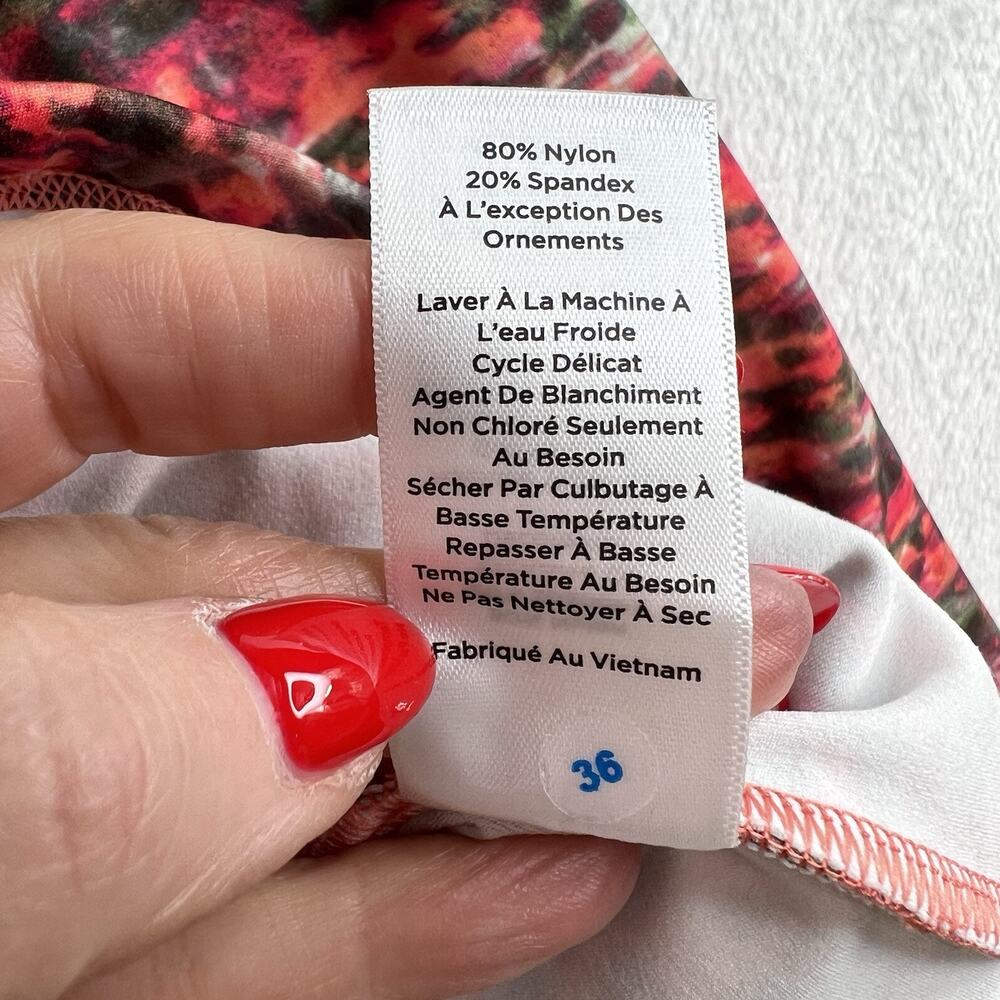 80% Nylon
20% Spandex
À L'exception Des
Ornements
Laver À La Machine À
L'eau Froide
Cycle Délicat
Agent De Blanchiment
Non Chloré Seulement
Au Besoin
Sécher Par Culbutage À
Basse Température
Repasser À Basse
Température Au Besoin
Ne Pas Nettoyer À Sec
Fabriqué Au Vietnam
36